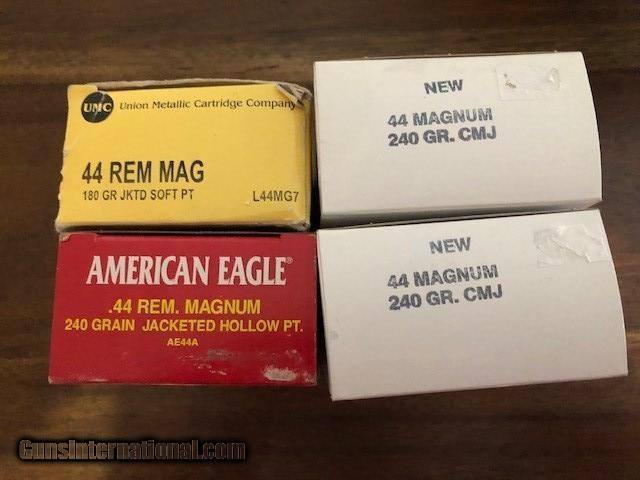 UMC Union Metallic Cartridge Company
44 REM MAG
180 GR JKTD SOFT PT L44MG7
NEW
44 MAGNUM
240 GR. CMJ
AMERICAN EAGLE®
.44 REM. MAGNUM
240 GRAIN JACKETED HOLLOW PT.
AE44A
NEW
44 MAGNUM
240 GR. CMJ
GunsInternational.com